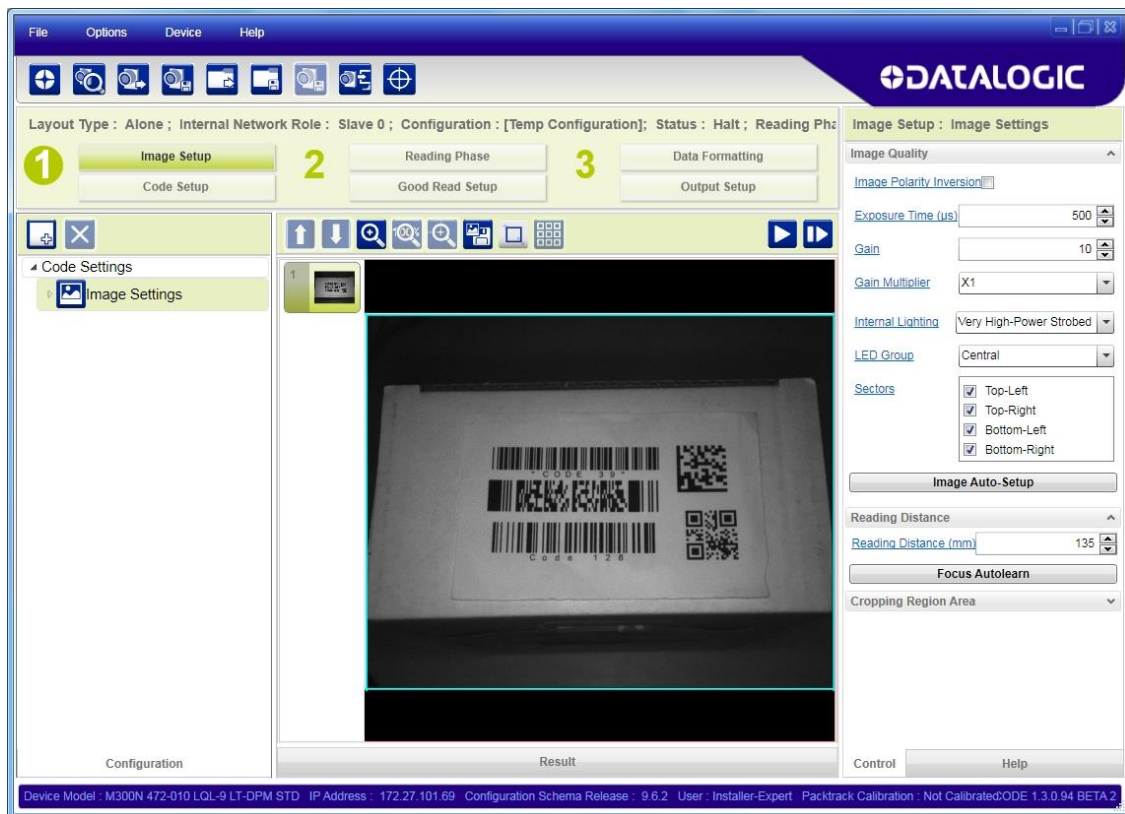 File Options Device Help
DATALOGIC
Layout Type : Alone ; Internal Network Role : Slave 0 ; Configuration : [Temp Configuration]; Status : Halt ; Reading Pha
1 Image Setup 2 Reading Phase 3 Data Formatting
Code Setup Good Read Setup Output Setup
Code Settings
Image Settings
100%
1
*CODE 39*
Code 128
Configuration
Result
Image Setup : Image Settings
Image Quality
Image Polarity Inversion
Exposure Time (µs) 500
Gain 10
Gain Multiplier X1
Internal Lighting Very High-Power Strobed
LED Group Central
Sectors Top-Left
Top-Right
Bottom-Left
Bottom-Right
Image Auto-Setup
Reading Distance
Reading Distance (mm) 135
Focus Autolearn
Cropping Region Area
Control Help
Device Model : M300N 472-010 LQL-9 LT-DPM STD IP Address : 172.27.101.69 Configuration Schema Release : 9.6.2 User : Installer-Expert Packtrack Calibration : Not Calibrated:ODE 1.3.0.94 BETA 2